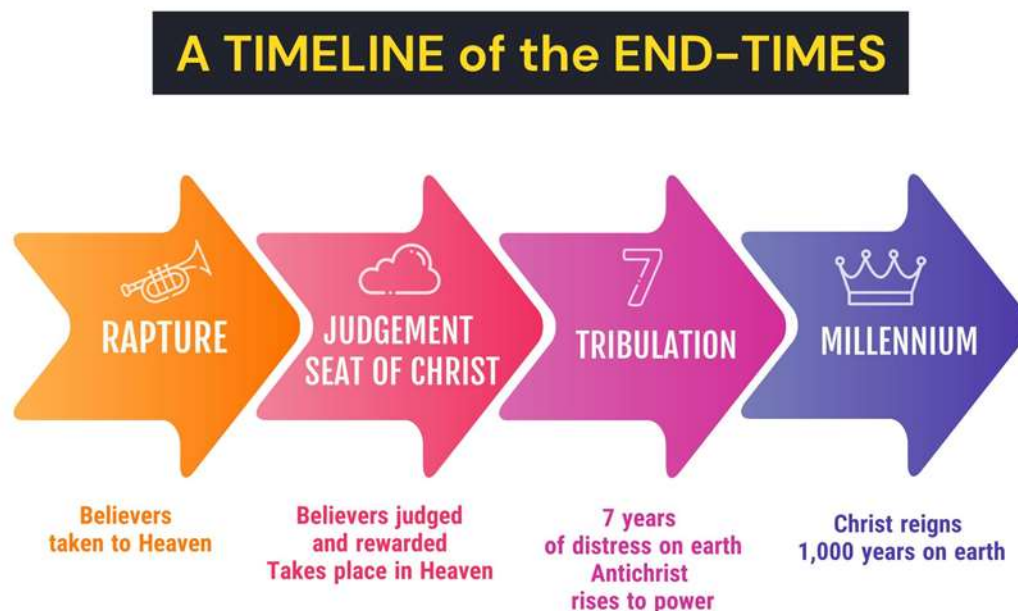 A TIMELINE of the END-TIMES
RAPTURE
Believers
taken to Heaven
JUDGEMENT
SEAT OF CHRIST
Believers judged
and rewarded
Takes place in Heaven
7
TRIBULATION
7 years
of distress on earth
Antichrist
rises to power
MILLENNIUM
Christ reigns
1,000 years on earth